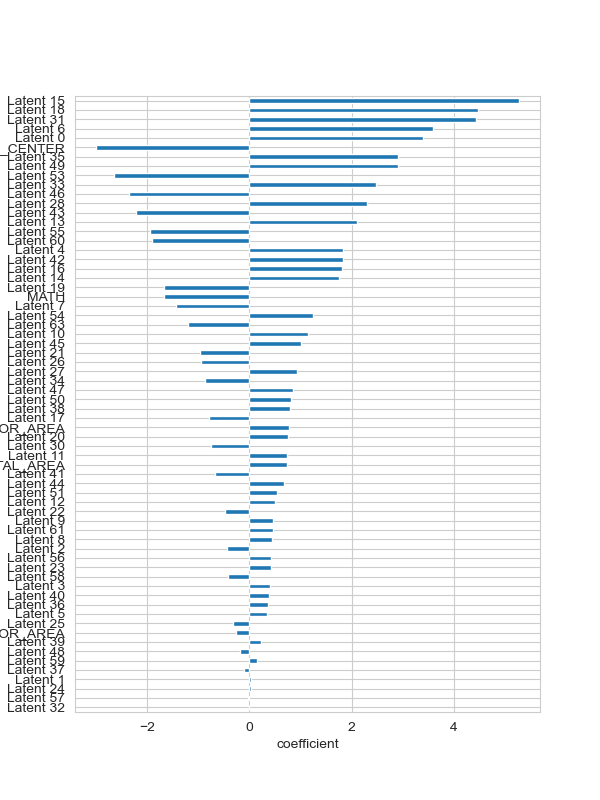 Latent 15
Latent 18
Latent 31
Latent 6
Latent 0
_CENTER
Latent 35
Latent 49
Latent 53
Latent 33
Latent 46
Latent 28
Latent 43
Latent 13
Latent 55
Latent 60
Latent 4
Latent 42
Latent 16
Latent 14
Latent 19
MATH
Latent 7
Latent 54
Latent 63
Latent 10
Latent 45
Latent 21
Latent 26
Latent 27
Latent 34
Latent 47
Latent 50
Latent 38
Latent 17
OR_AREA
Latent 20
Latent 30
Latent 11
TAL_AREA
Latent 41
Latent 44
Latent 51
Latent 12
Latent 22
Latent 9
Latent 61
Latent 8
Latent 2
Latent 56
Latent 23
Latent 58
Latent 3
Latent 40
Latent 36
Latent 5
Latent 25
OR_AREA
Latent 39
Latent 48
Latent 59
Latent 37
Latent 1
Latent 24
Latent 57
Latent 32
−2 0 2 4
coefficient